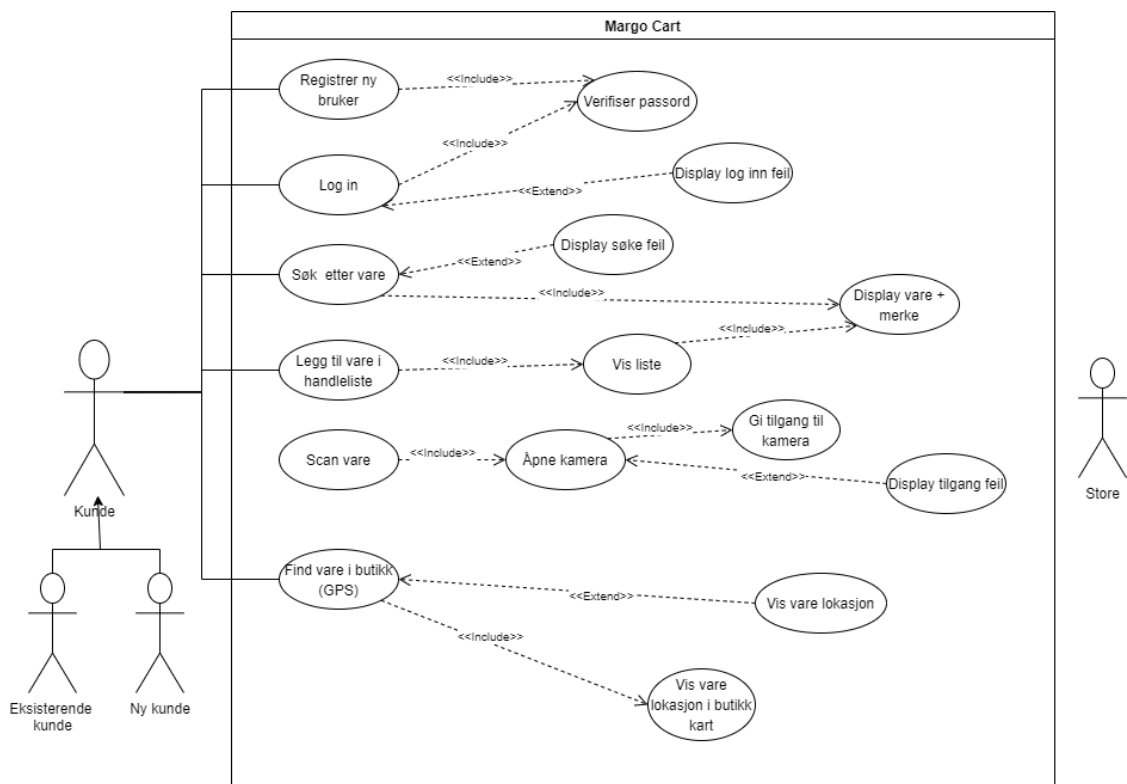 Margo Cart
Registrer ny
bruker
<<Include>>
Verifiser passord
<<Include>>
Log in
Display log inn feil
<<Extend>>
Display søke feil
<<Extend>>
Søk etter vare
<<Include>>
Display vare +
merke
<<Include>>
Legg til vare i
handleliste
<<Include>>
Vis liste
Gi tilgang til
kamera
<<Include>>
Scan vare
<<Include>>
Åpne kamera
<<Extend>>
Display tilgang feil
Kunde
Store
Find vare i butikk
(GPS)
<<Extend>>
Vis vare lokasjon
<<Include>>
Vis vare
lokasjon i butikk
kart
Eksisterende
kunde
Ny kunde